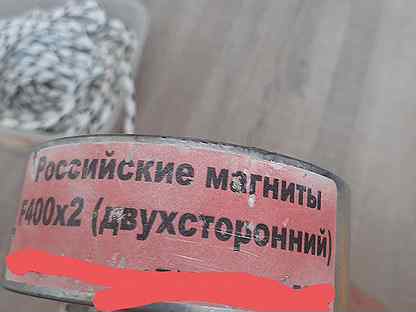 Российские магниты
F400x2 (двухсторонний)